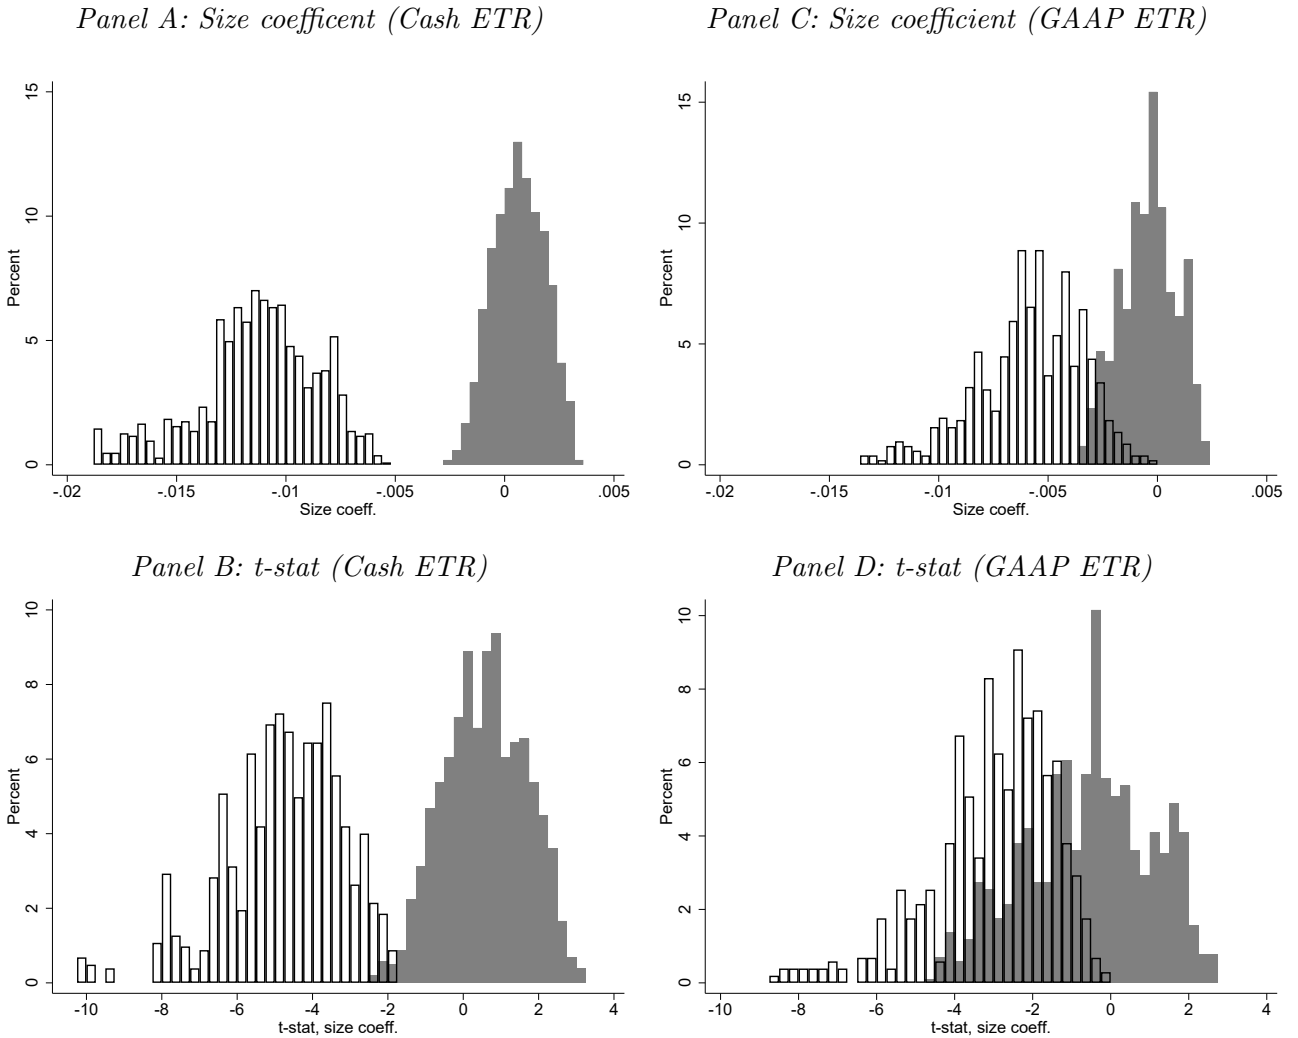 Panel A: Size coefficent (Cash ETR)
15
10
5
0
Percent
-.02 -.015 -.01 -.005 0 .005
Size coeff.
Panel C: Size coefficient (GAAP ETR)
15
10
5
0
Percent
-.02 -.015 -.01 -.005 0 .005
Size coeff.
Panel B: t-stat (Cash ETR)
10
8
6
4
2
0
Percent
-10 -8 -6 -4 -2 0 2 4
t-stat, size coeff.
Panel D: t-stat (GAAP ETR)
10
8
6
4
2
0
Percent
-10 -8 -6 -4 -2 0 2 4
t-stat, size coeff.